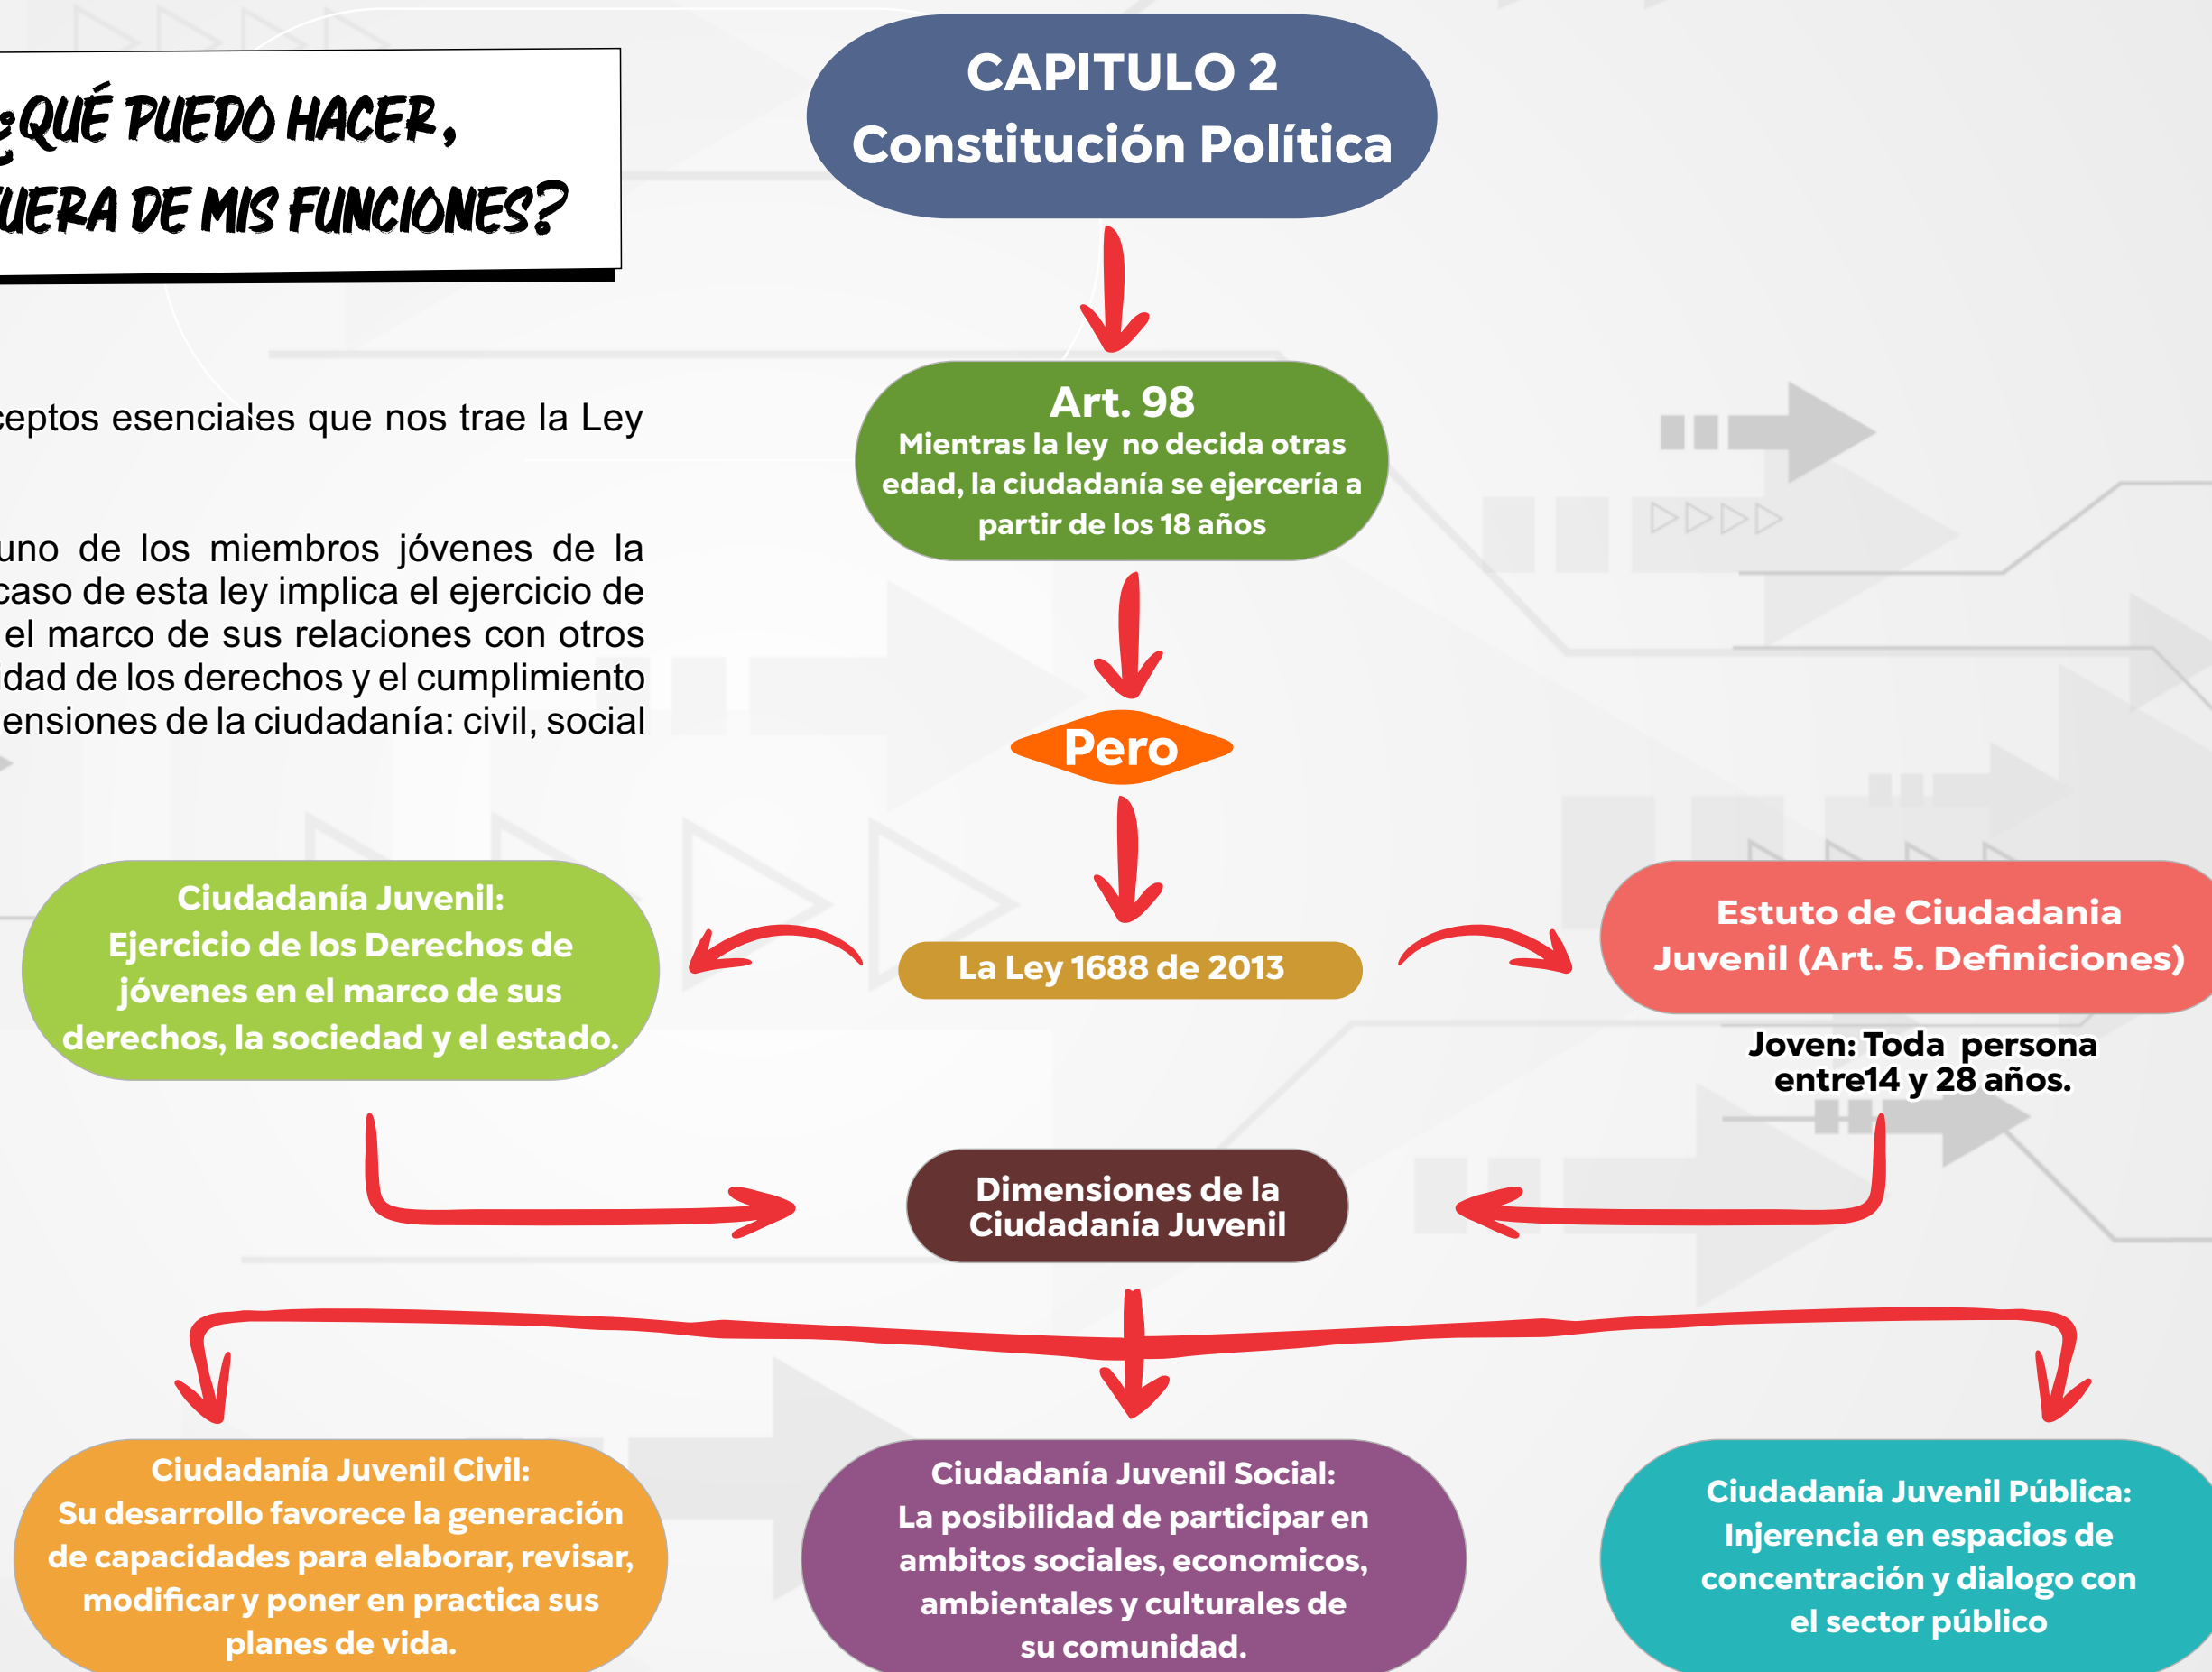 ¿QUÉ PUEDO HACER,
FUERA DE MIS FUNCIONES?
esenciales que nos trae la Ley
uno de los miembros jóvenes de la
caso de esta ley implica el ejercicio de
el marco de sus relaciones con otros
de los derechos y el cumplimiento
de la ciudadanía: civil, social
CAPITULO 2
Constitución Política
Art. 98
Mientras la ley no decida otras
edad, la ciudadanía se ejercería a
partir de los 18 años
Pero
La Ley 1688 de 2013
Ciudadanía Juvenil:
Ejercicio de los Derechos de
jóvenes en el marco de sus
derechos, la sociedad y el estado.
Estuto de Ciudadania
Juvenil (Art. 5. Definiciones)
Joven: Toda persona
entre14 y 28 años.
Dimensiones de la
Ciudadanía Juvenil
Ciudadanía Juvenil Civil:
Su desarrollo favorece la generación
de capacidades para elaborar, revisar,
modificar y poner en practica sus
planes de vida.
Ciudadanía Juvenil Social:
La posibilidad de participar en
ambitos sociales, economicos,
ambientales y culturales de
su comunidad.
Ciudadanía Juvenil Pública:
Injerencia en espacios de
concentración y dialogo con
el sector público